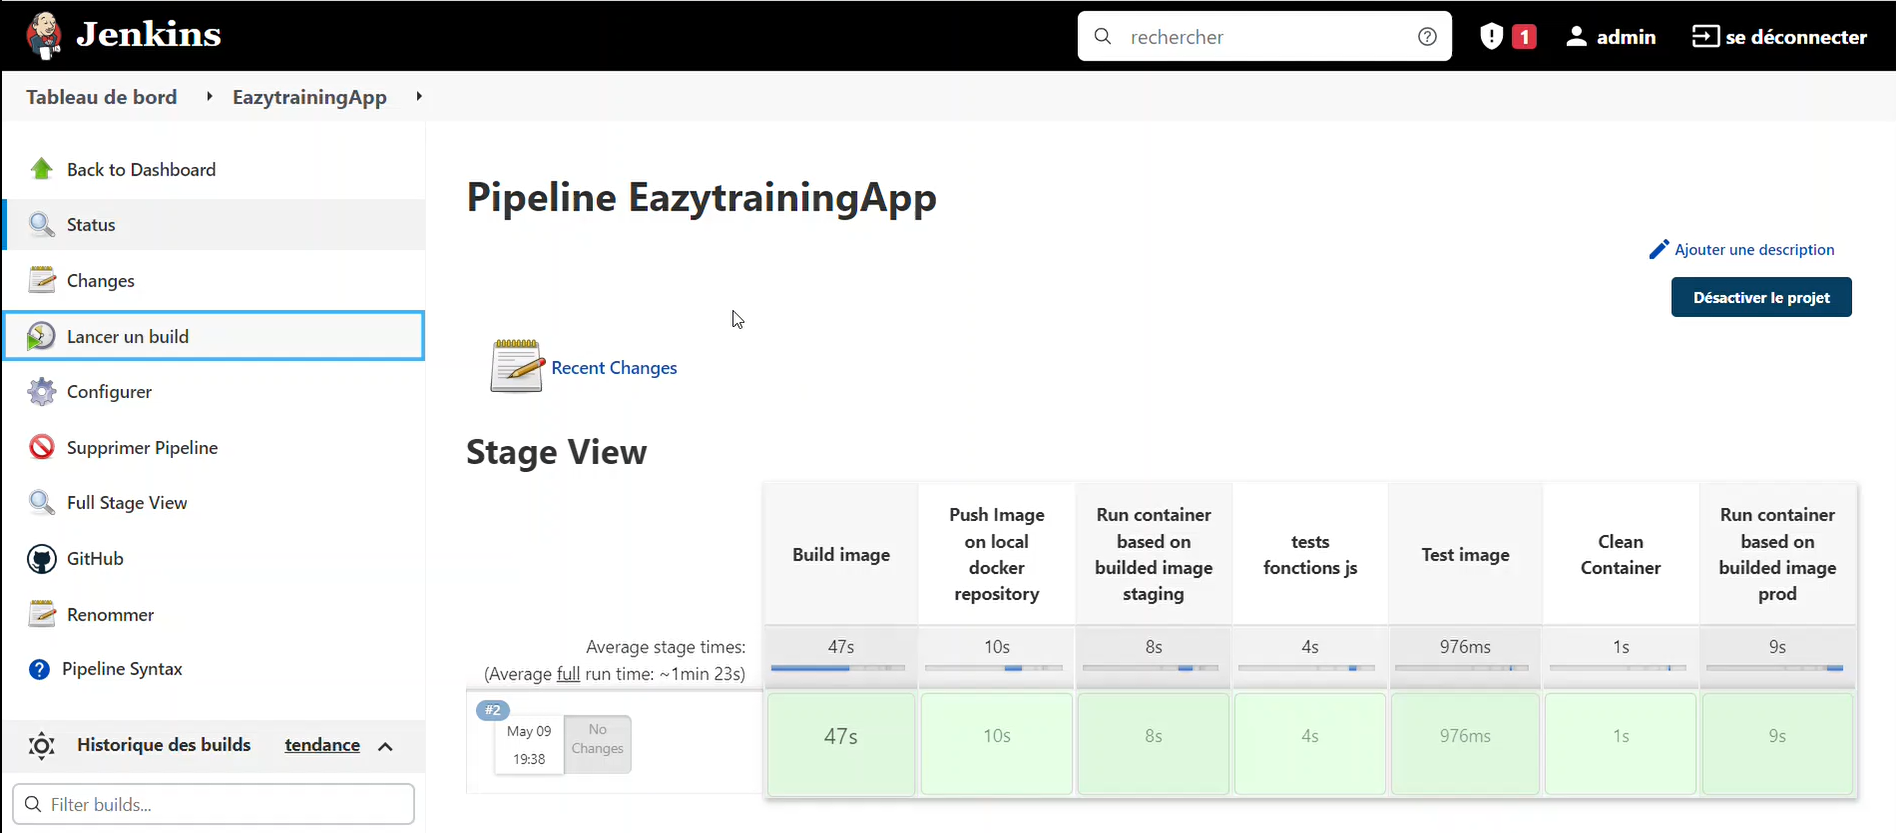 Jenkins
rechercher
1
admin
se déconnecter
Tableau de bord
EazytrainingApp
Back to Dashboard
Status
Changes
Lancer un build
Configurer
Supprimer Pipeline
Full Stage View
GitHub
Renommer
Pipeline Syntax
Historique des builds
tendance
Filter builds...
Pipeline EazytrainingApp
Ajouter une description
Désactiver le projet
Recent Changes
Stage View
Build image
Push Image
on local
docker
repository
Run container
based on
builded image
staging
tests
fonctions js
Test image
Clean
Container
Run container
based on
builded image
prod
Average stage times:
(Average full run time: ~1min 23s)
47s
10s
8s
4s
976ms
1s
9s
#2
May 09
19:38
No
Changes
47s
10s
8s
4s
976ms
1s
9s